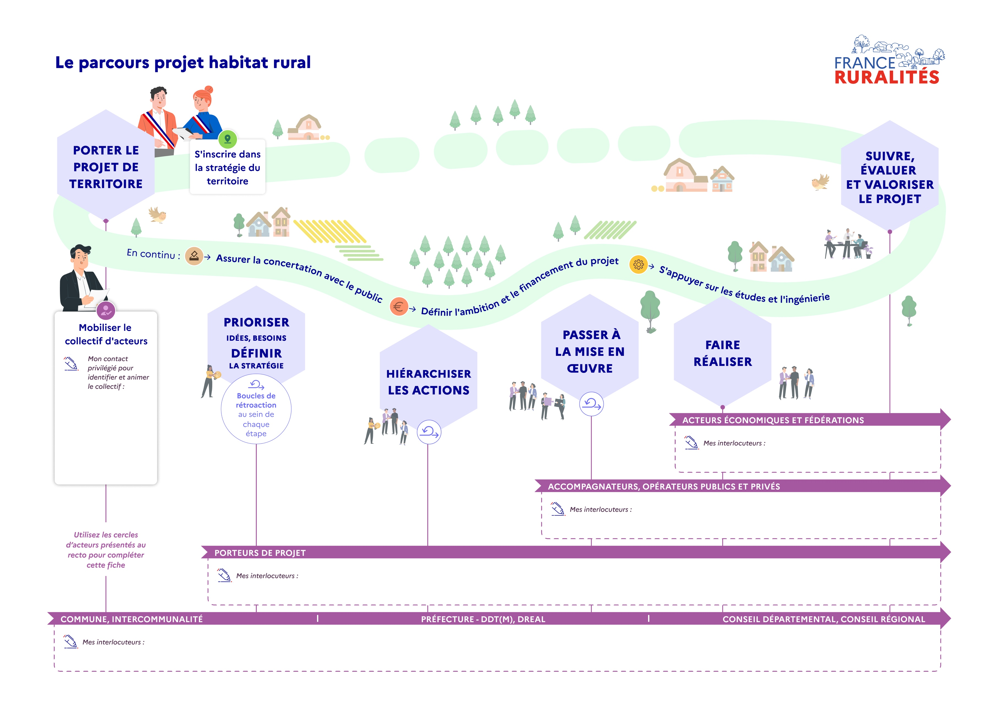 Le parcours projet habitat rural
FRANCE
RURALITÉS
PORTER LE
PROJET DE
TERRITOIRE
S'inscrire dans
la stratégie du
territoire
SUIVRE,
ÉVALUER
ET VALORISER
LE PROJET
En continu : → Assurer la concertation avec le public
→ Définir l'ambition et le financement du projet
→ S'appuyer sur les études et l'ingénierie
Mobiliser le
collectif d'acteurs
Mon contact
privilégié pour
identifier et animer
le collectif :
PRIORISER
IDÉES, BESOINS
DÉFINIR
LA STRATÉGIE
Boucles de
rétroaction
au sein de
chaque
étape
HIÉRARCHISER
LES ACTIONS
PASSER À
LA MISE EN
ŒUVRE
FAIRE
RÉALISER
ACTEURS ÉCONOMIQUES ET FÉDÉRATIONS
Mes interlocuteurs :
ACCOMPAGNATEURS, OPÉRATEURS PUBLICS ET PRIVÉS
Mes interlocuteurs :
Utilisez les cercles
d’acteurs présentés au
recto pour compléter
cette fiche
PORTEURS DE PROJET
Mes interlocuteurs :
COMMUNE, INTERCOMMUNALITÉ | PRÉFECTURE - DDT(M), DREAL | CONSEIL DÉPARTEMENTAL, CONSEIL RÉGIONAL
Mes interlocuteurs :